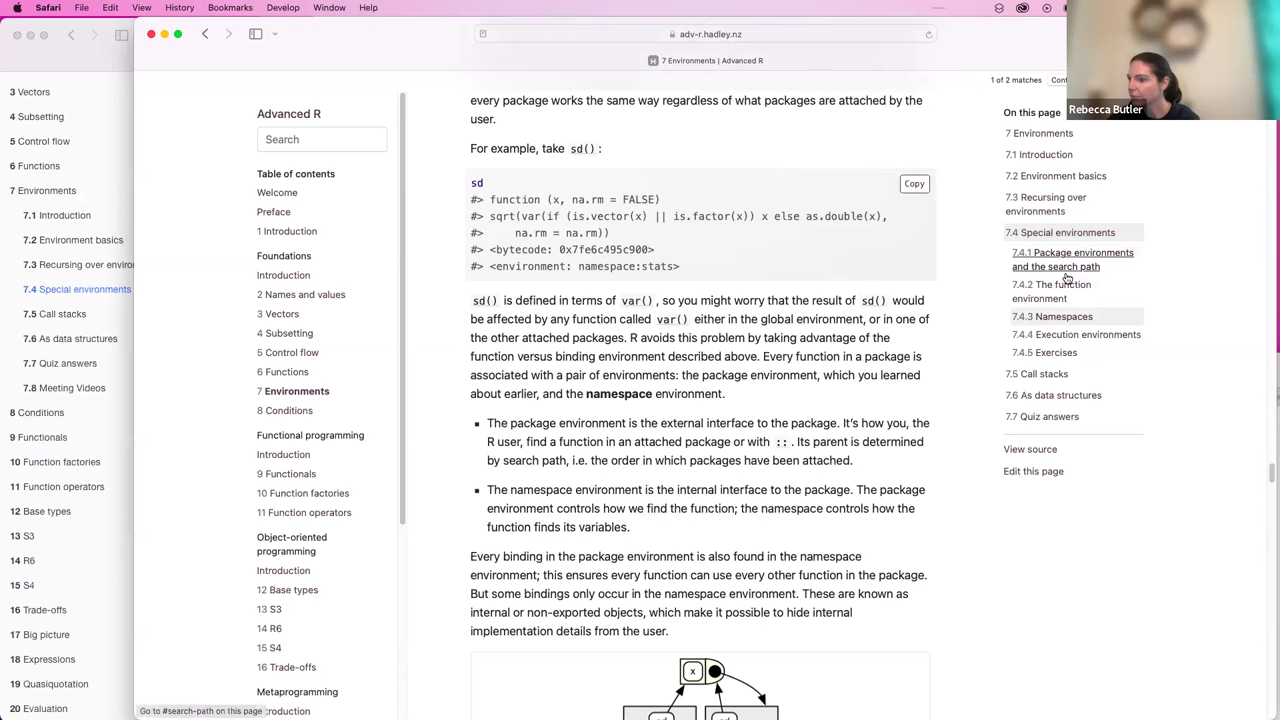 Safari File Edit View History Bookmarks Develop Window Help
adv-r.hadley.nz
7 Environments | Advanced R
1 of 2 matches
Rebecca Butler
3 Vectors
4 Subsetting
5 Control flow
6 Functions
7 Environments
7.1 Introduction
7.2 Environment basics
7.3 Recursing over enviro
7.4 Special environments
7.5 Call stacks
7.6 As data structures
7.7 Quiz answers
7.8 Meeting Videos
8 Conditions
9 Functionals
10 Function factories
11 Function operators
12 Base types
13 S3
14 R6
15 S4
16 Trade-offs
17 Big picture
18 Expressions
19 Quasiquotation
20 Evaluation
Advanced R
Search
Table of contents
Welcome
Preface
1 Introduction
Foundations
Introduction
2 Names and values
3 Vectors
4 Subsetting
5 Control flow
6 Functions
7 Environments
8 Conditions
Functional programming
Introduction
9 Functionals
10 Function factories
11 Function operators
Object-oriented
programming
Introduction
12 Base types
13 S3
14 R6
15 S4
16 Trade-offs
Metaprogramming
troduction
Go to #search-path on this page
every package works the same way regardless of what packages are attached by the
user.
For example, take sd():
sd
Copy
#> function (x, na.rm = FALSE)
#> sqrt(var(if (is.vector(x) || is.factor(x)) x else as.double(x),
#>     na.rm = na.rm))
#> <bytecode: 0x7fe6c495c900>
#> <environment: namespace:stats>
sd() is defined in terms of var(), so you might worry that the result of sd() would
be affected by any function called var() either in the global environment, or in one of
the other attached packages. R avoids this problem by taking advantage of the
function versus binding environment described above. Every function in a package is
associated with a pair of environments: the package environment, which you learned
about earlier, and the namespace environment.
▪ The package environment is the external interface to the package. It's how you, the
R user, find a function in an attached package or with ::. Its parent is determined
by search path, i.e. the order in which packages have been attached.
▪ The namespace environment is the internal interface to the package. The package
environment controls how we find the function; the namespace controls how the
function finds its variables.
Every binding in the package environment is also found in the namespace
environment; this ensures every function can use every other function in the package.
But some bindings only occur in the namespace environment. These are known as
internal or non-exported objects, which make it possible to hide internal
implementation details from the user.
x
On this page
7 Environments
7.1 Introduction
7.2 Environment basics
7.3 Recursing over
environments
7.4 Special environments
7.4.1 Package environments
and the search path
7.4.2 The function
environment
7.4.3 Namespaces
7.4.4 Execution environments
7.4.5 Exercises
7.5 Call stacks
7.6 As data structures
7.7 Quiz answers
View source
Edit this page